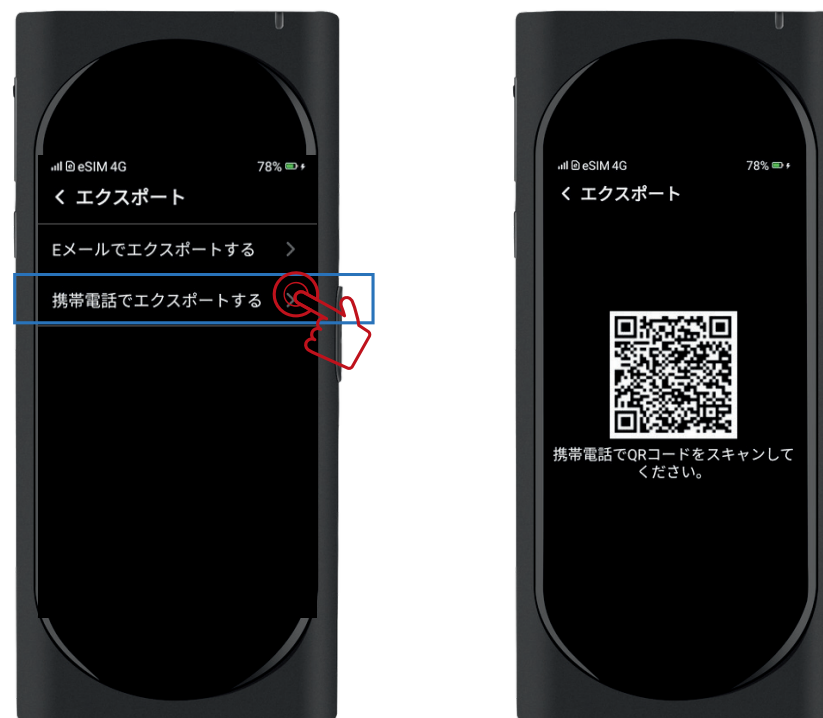 eSIM 4G 78%
エクスポート
Eメールでエクスポートする
携帯電話でエクスポートする
eSIM 4G 78%
エクスポート
携帯電話でQRコードをスキャンして
ください。